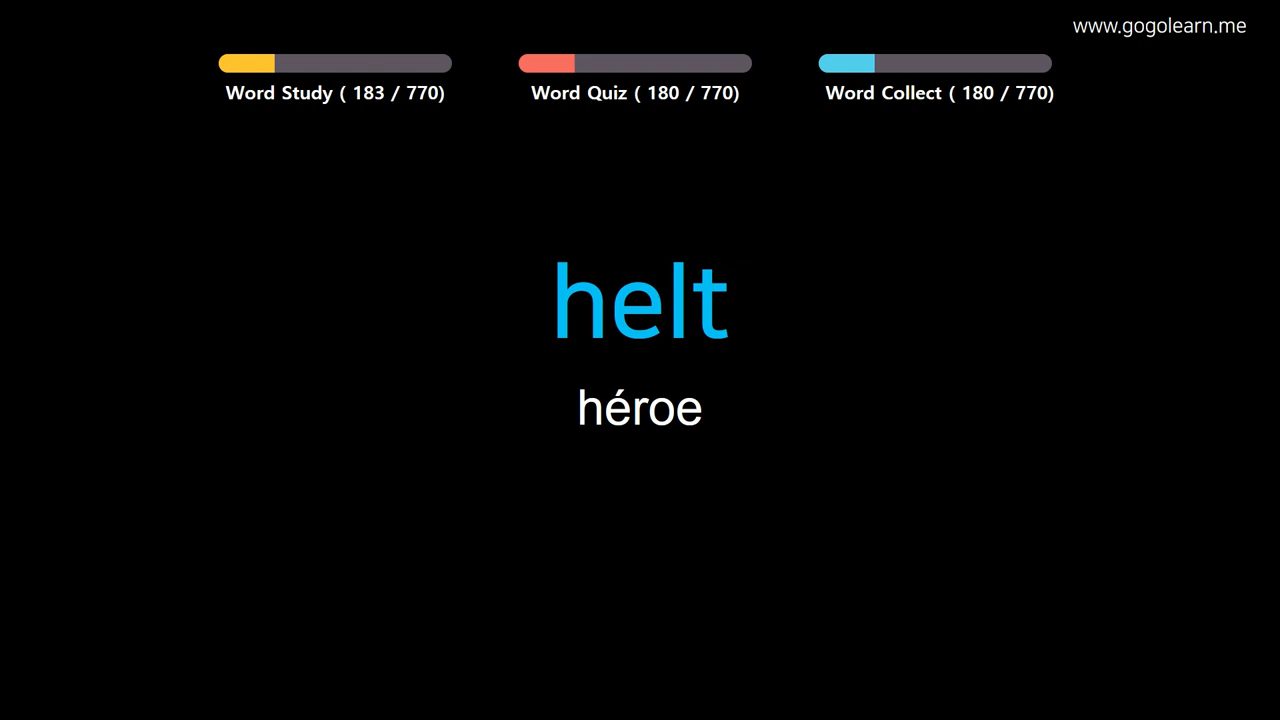 www.gogolearn.me
Word Study ( 183 / 770)
Word Quiz ( 180 / 770)
Word Collect ( 180 / 770)
helt
héroe